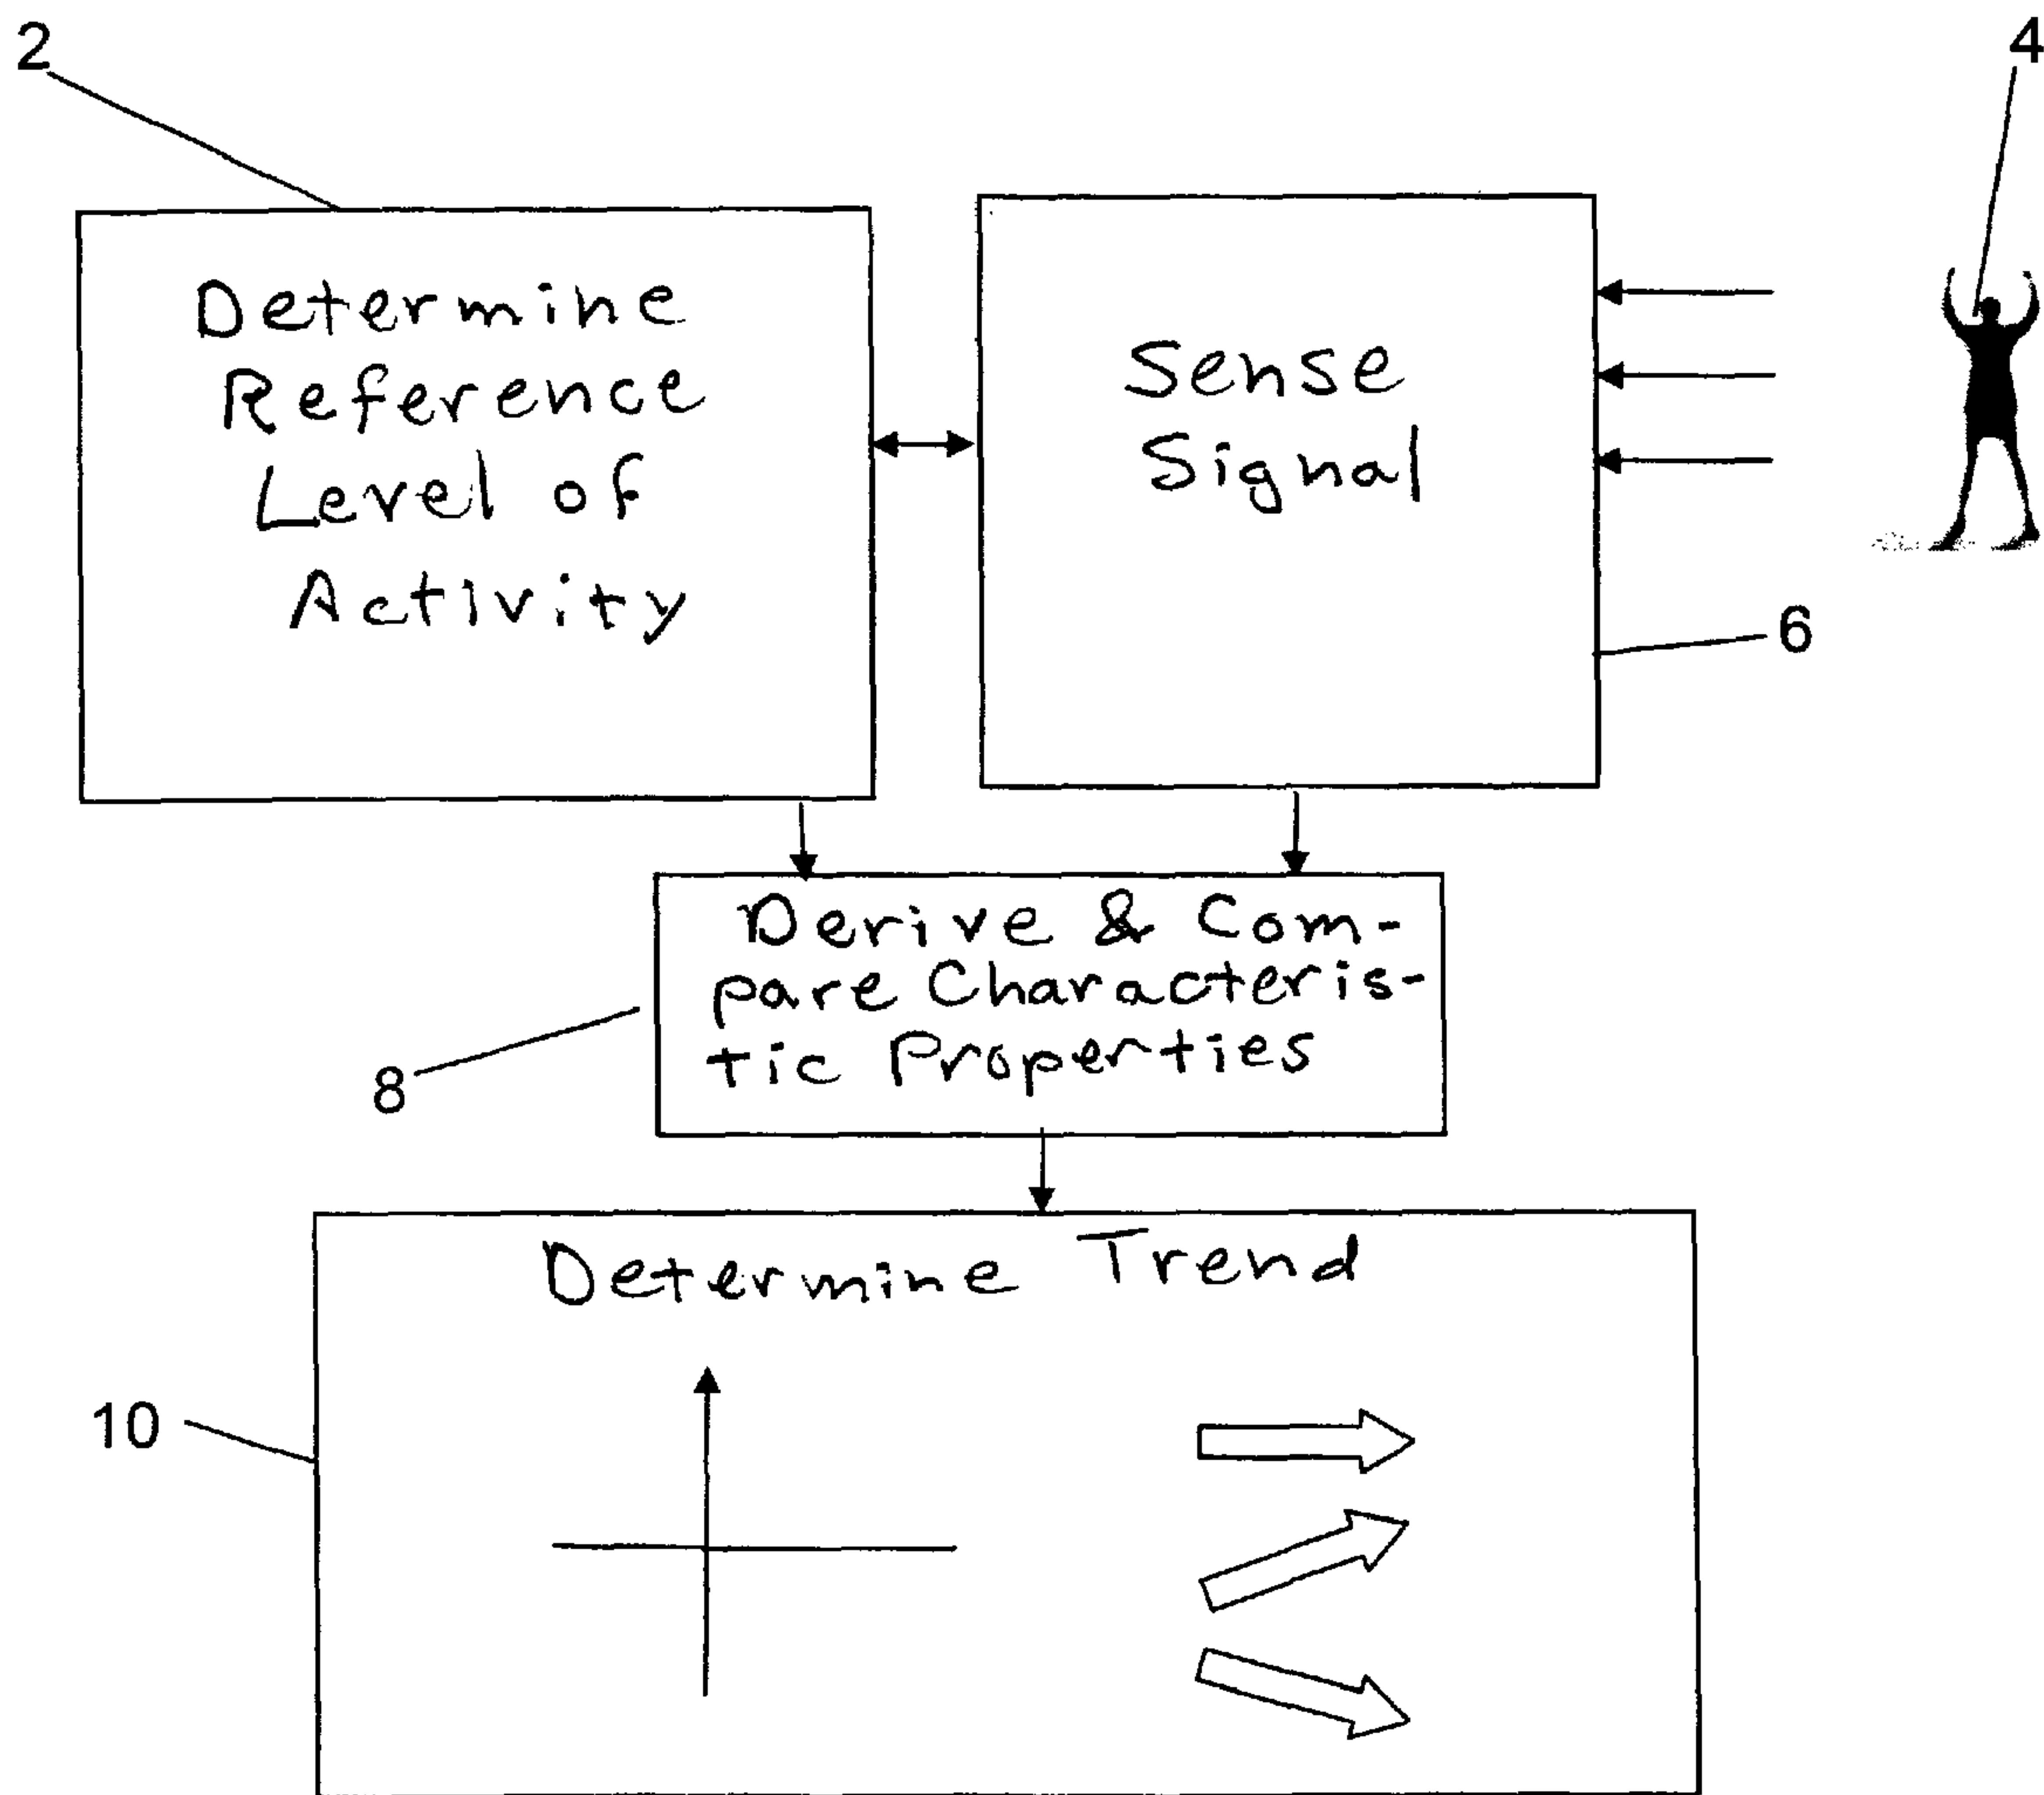 2
4
Determine
Reference
Level of
Activity
Sense
Signal
6
Derive & Com-
pare Characteris-
tic Properties
8
Determine Trend
10